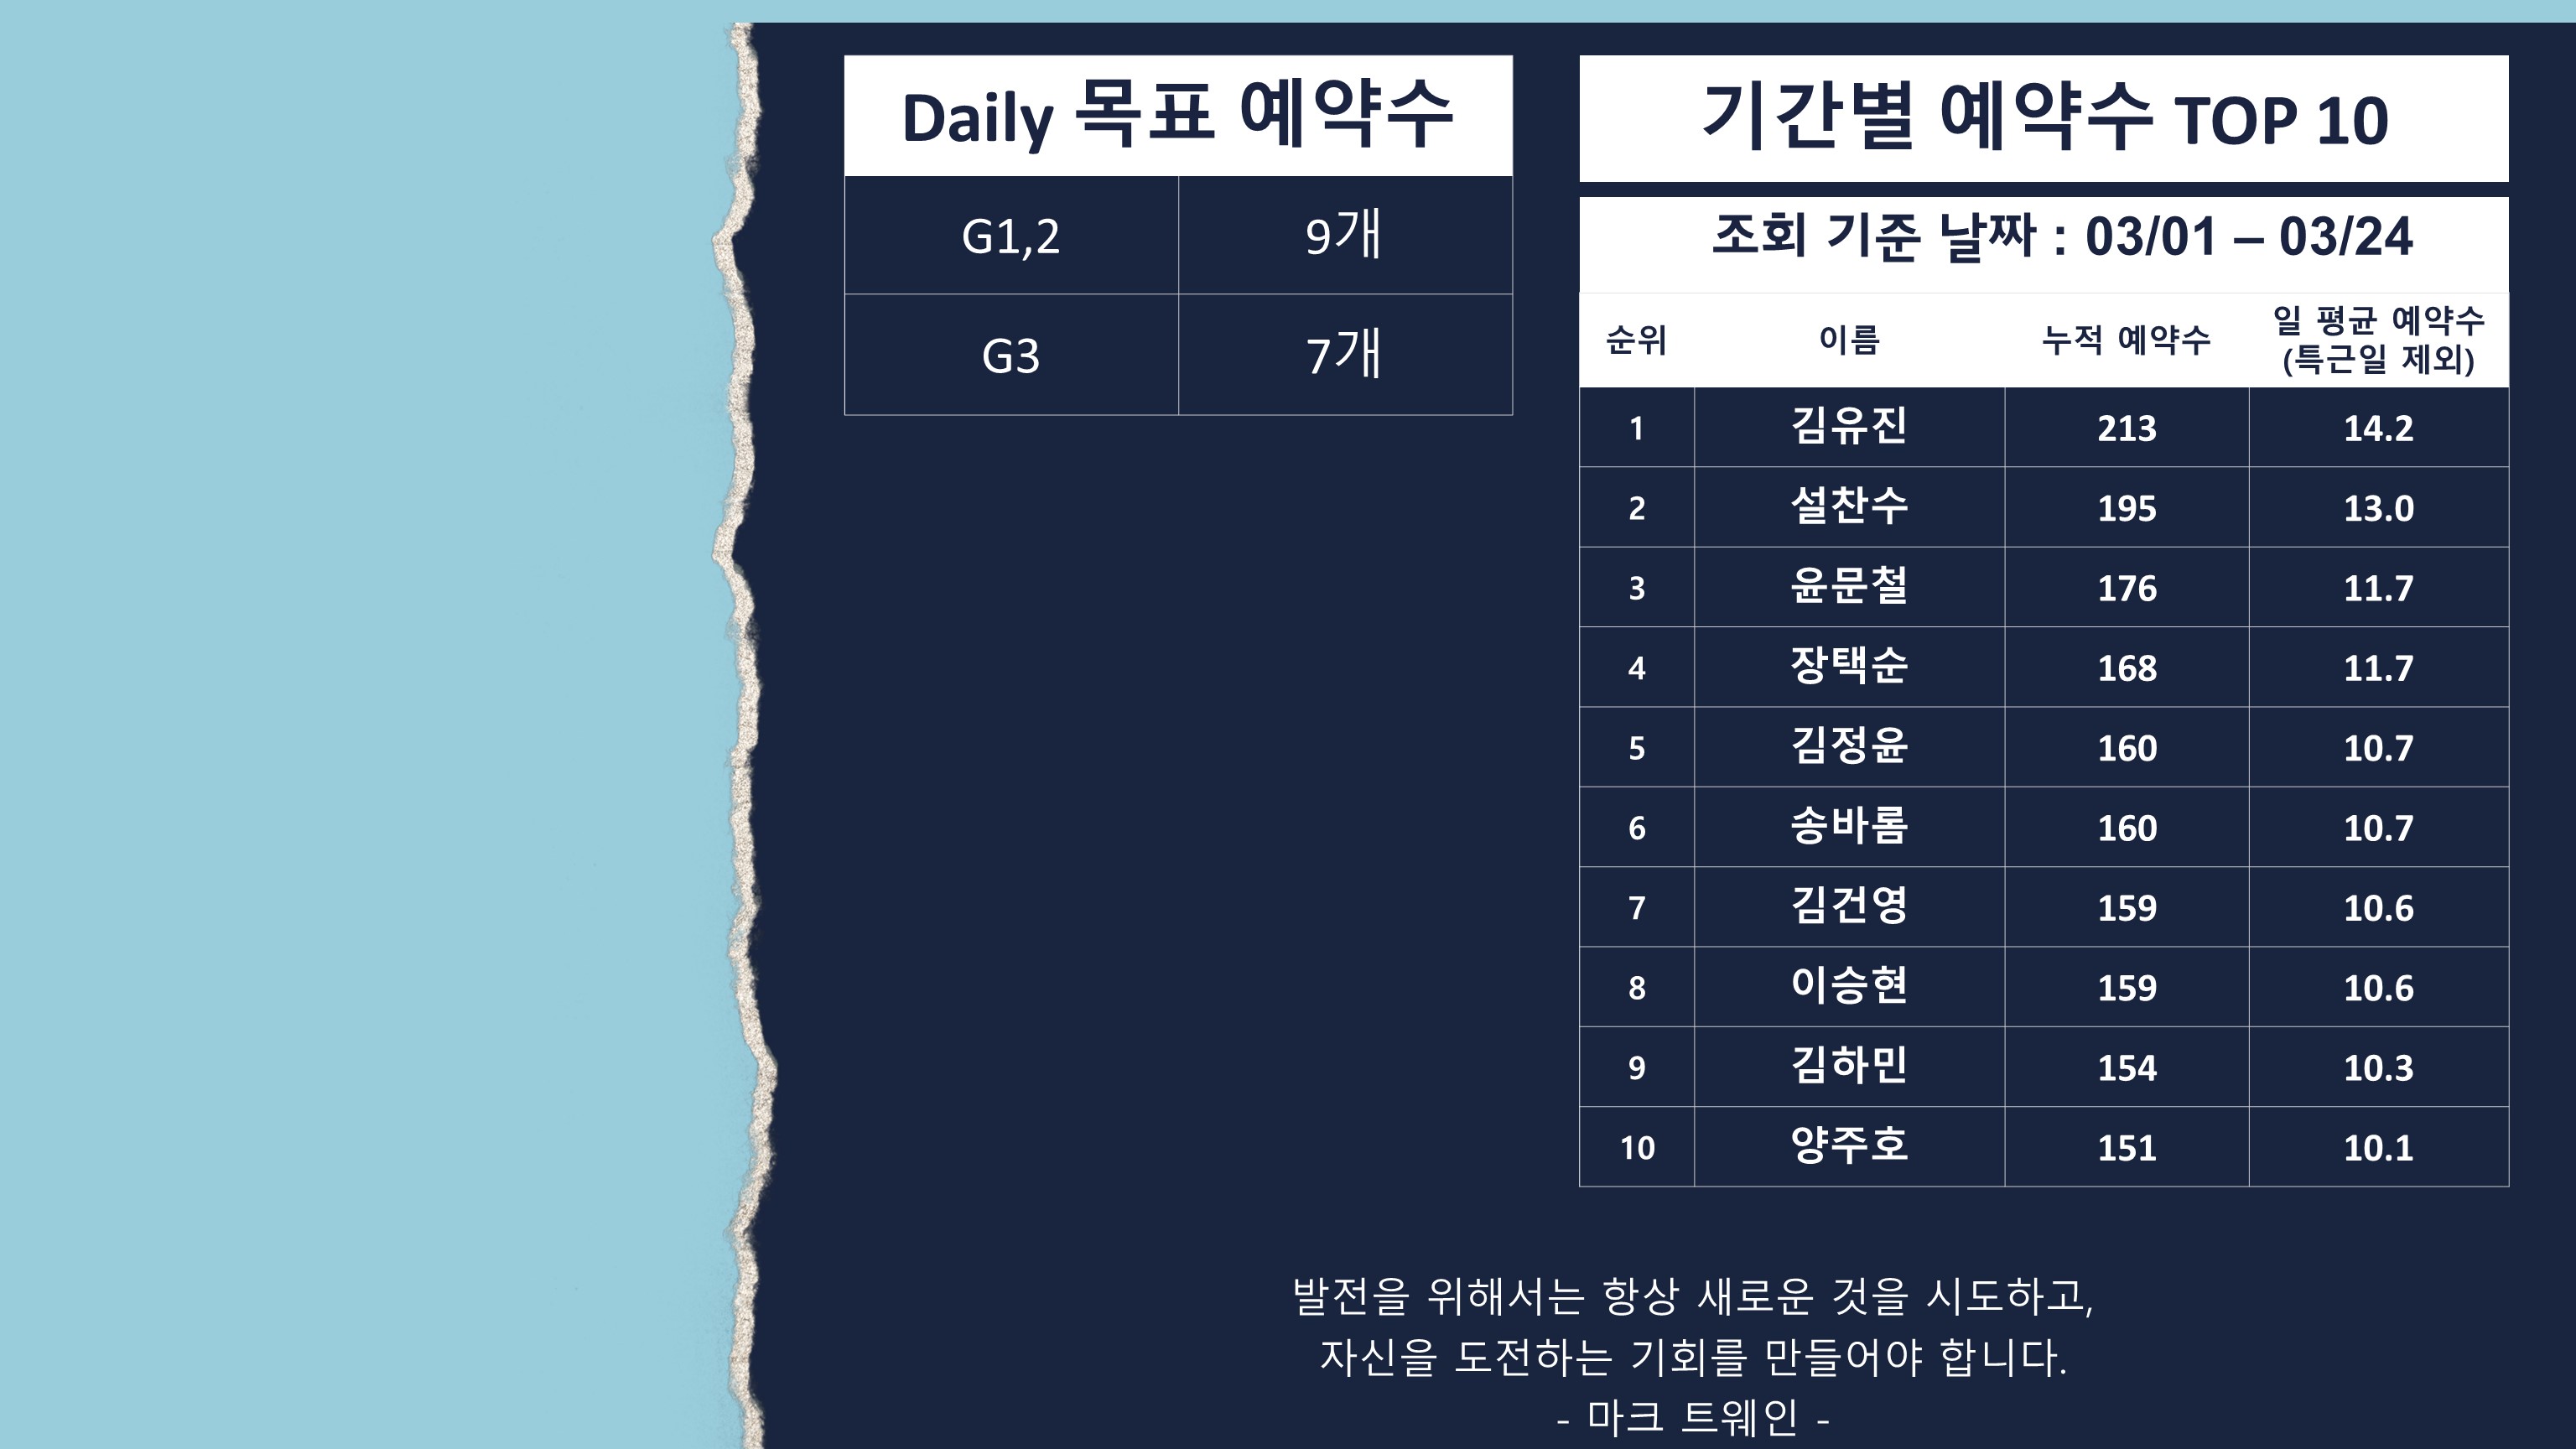 Daily 목표 예약수
G1,2 9개
G3 7개
기간별 예약수 TOP 10
조회 기준 날짜 : 03/01 – 03/24
순위 이름 누적 예약수 일 평균 예약수
(특근일 제외)
1 김유진 213 14.2
2 설찬수 195 13.0
3 윤문철 176 11.7
4 장택순 168 11.7
5 김정윤 160 10.7
6 송바롬 160 10.7
7 김건영 159 10.6
8 이승현 159 10.6
9 김하민 154 10.3
10 양주호 151 10.1
발전을 위해서는 항상 새로운 것을 시도하고,
자신을 도전하는 기회를 만들어야 합니다.
- 마크 트웨인 -